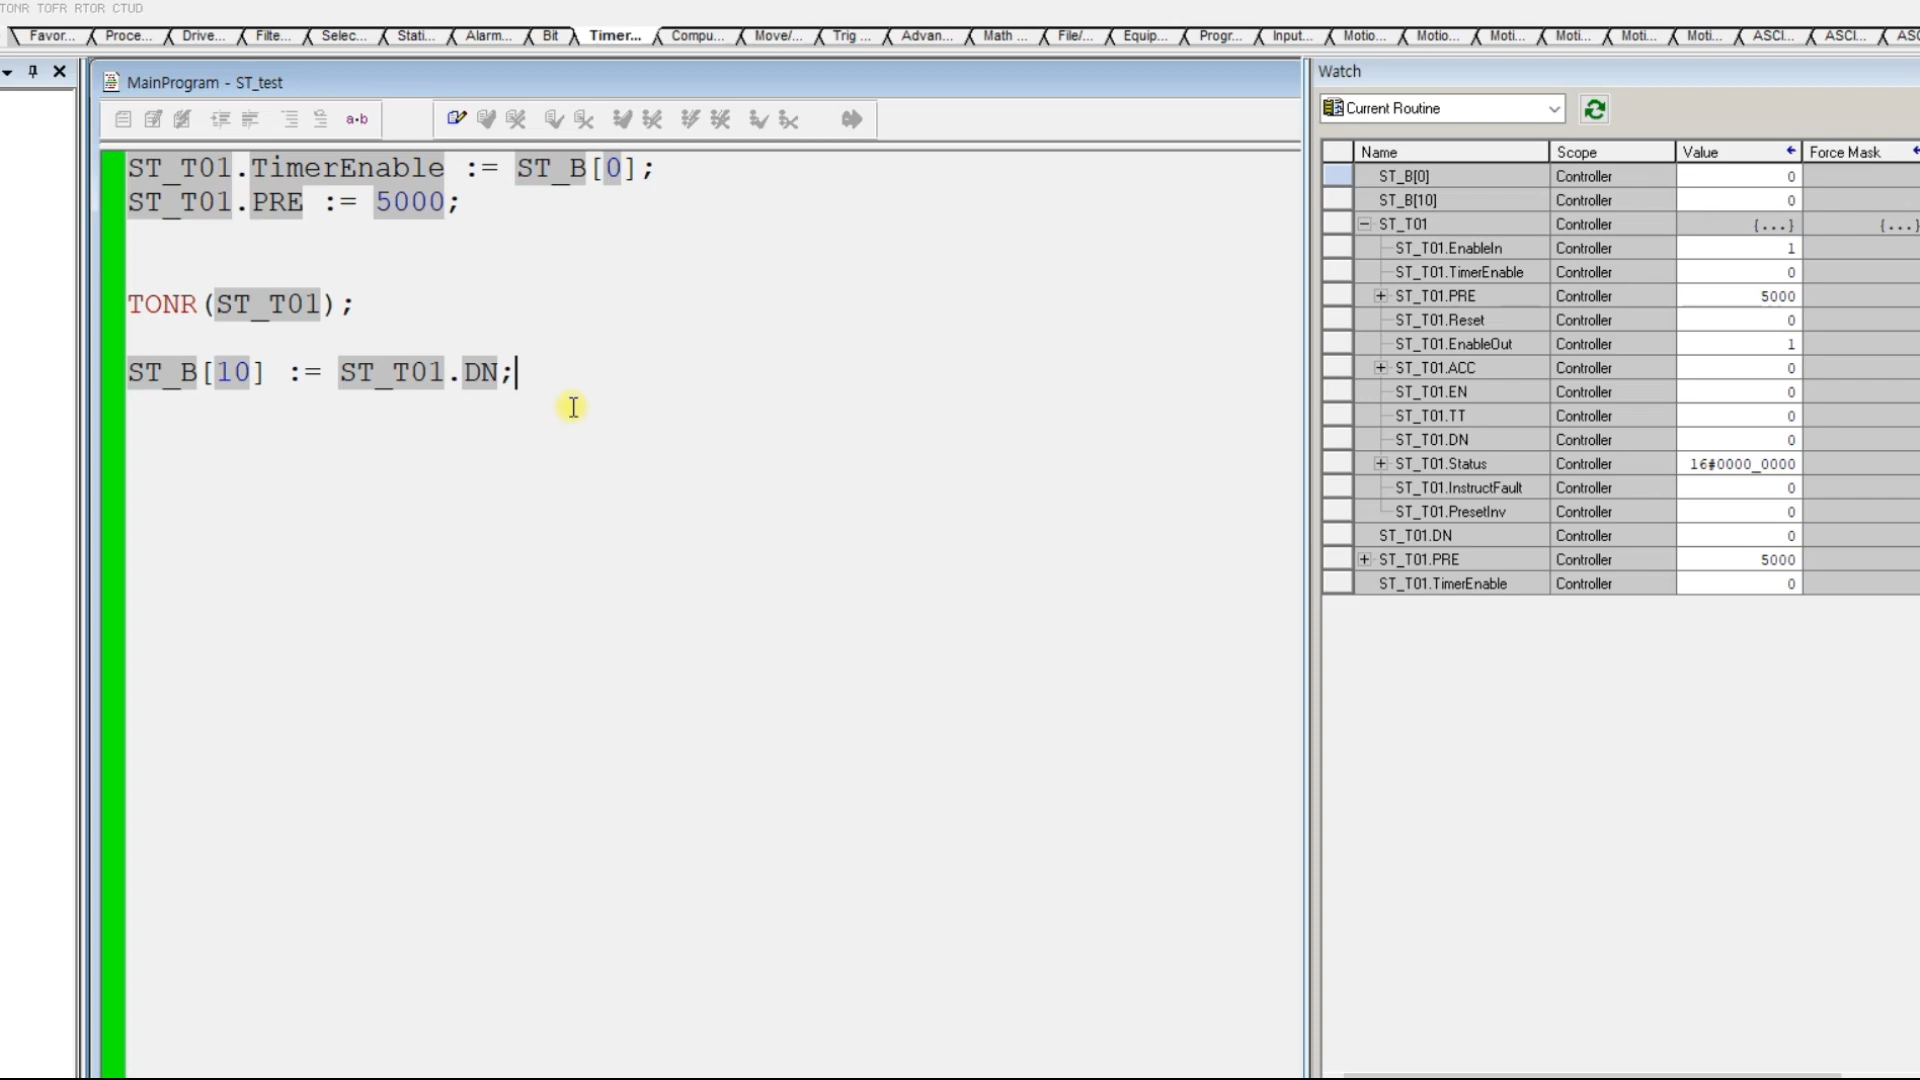 TONR TOFR RTOR CTUD
Favor... Proce... Drive... Filte... Selec... Stati... Alarm... Bit Timer... Compu... Move/... Trig ... Advan... Math ... File/... Equip... Progr... Input... Motio... Motio... Moti... Moti... Moti... Moti... ASCI... ASCI... ASC
MainProgram - ST_test
a•b
ST_T01.TimerEnable := ST_B[0];
ST_T01.PRE := 5000;
TONR(ST_T01);
ST_B[10] := ST_T01.DN;
Watch
Current Routine
Name Scope Value Force Mask
ST_B[0] Controller 0
ST_B[10] Controller 0
ST_T01 Controller {...} {...}
ST_T01.EnableIn Controller 1
ST_T01.TimerEnable Controller 0
ST_T01.PRE Controller 5000
ST_T01.Reset Controller 0
ST_T01.EnableOut Controller 1
ST_T01.ACC Controller 0
ST_T01.EN Controller 0
ST_T01.TT Controller 0
ST_T01.DN Controller 0
ST_T01.Status Controller 16#0000_0000
ST_T01.InstructFault Controller 0
ST_T01.PresetInv Controller 0
ST_T01.DN Controller 0
ST_T01.PRE Controller 5000
ST_T01.TimerEnable Controller 0